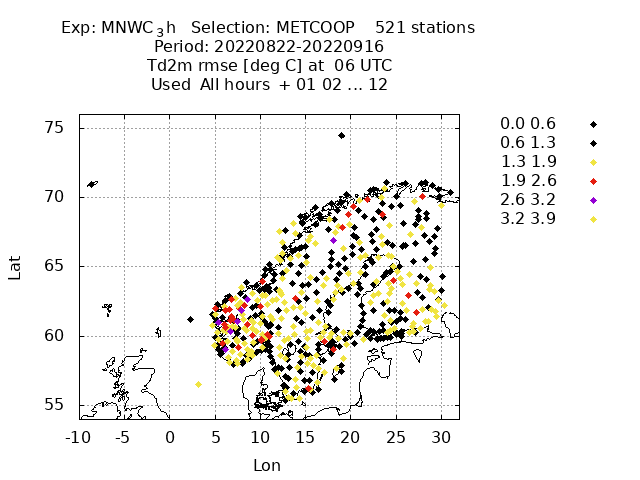 Exp: MNWC 3h   Selection: METCOOP    521 stations
Period: 20220822-20220916
Td2m rmse [deg C] at  06 UTC
Used  All hours  + 01 02 ... 12
0.0 0.6
0.6 1.3
1.3 1.9
1.9 2.6
2.6 3.2
3.2 3.9
Lat
75
70
65
60
55
-10 -5 0 5 10 15 20 25 30
Lon